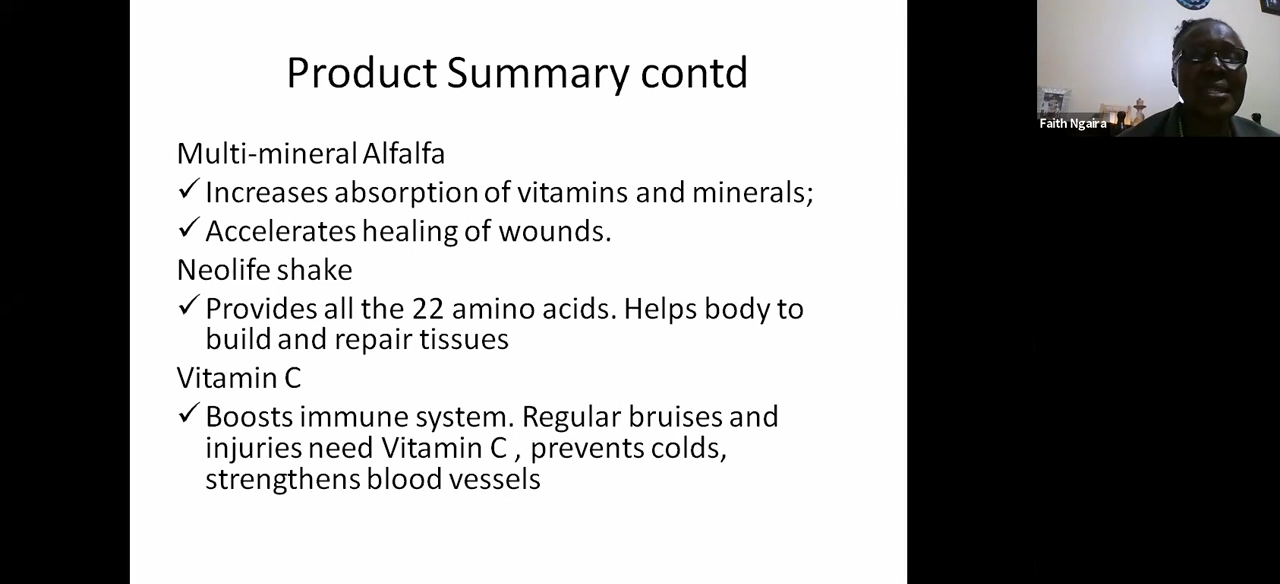 Product Summary contd
Faith Ngaira
Multi-mineral Alfalfa
✓ Increases absorption of vitamins and minerals;
✓ Accelerates healing of wounds.
Neolife shake
✓ Provides all the 22 amino acids. Helps body to
build and repair tissues
Vitamin C
✓ Boosts immune system. Regular bruises and
injuries need Vitamin C , prevents colds,
strengthens blood vessels